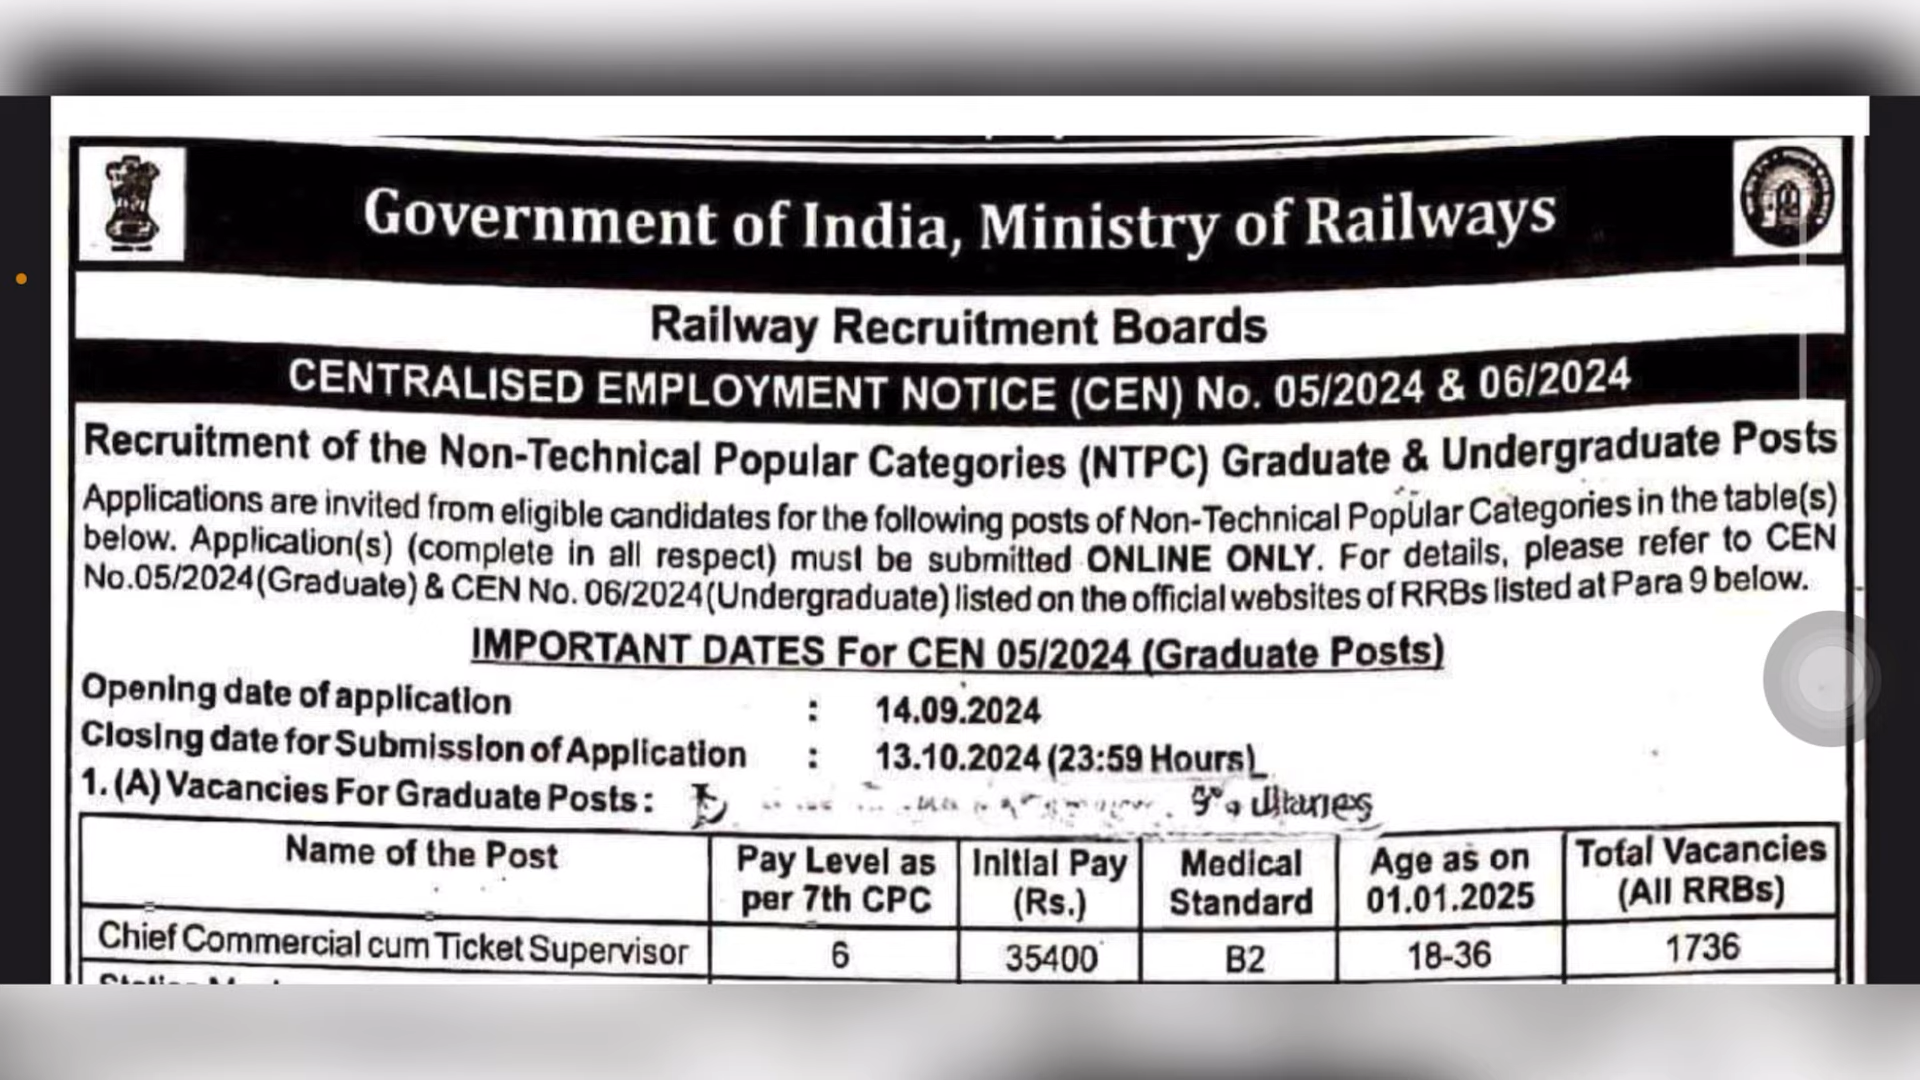 Government of India, Ministry of Railways
Railway Recruitment Boards
CENTRALISED EMPLOYMENT NOTICE (CEN) No. 05/2024 & 06/2024
Recruitment of the Non-Technical Popular Categories (NTPC) Graduate & Undergraduate Posts
Applications are invited from eligible candidates for the following posts of Non-Technical Popular Categories in the table(s)
below. Application(s) (complete in all respect) must be submitted ONLINE ONLY. For details, please refer to CEN
No.05/2024(Graduate) & CEN No. 06/2024(Undergraduate) listed on the official websites of RRBs listed at Para 9 below.
IMPORTANT DATES For CEN 05/2024 (Graduate Posts)
Opening date of application : 14.09.2024
Closing date for Submission of Application : 13.10.2024 (23:59 Hours)
1. (A) Vacancies For Graduate Posts :
Name of the Post Pay Level as per 7th CPC Initial Pay (Rs.) Medical Standard Age as on 01.01.2025 Total Vacancies (All RRBs)
Chief Commercial cum Ticket Supervisor 6 35400 B2 18-36 1736